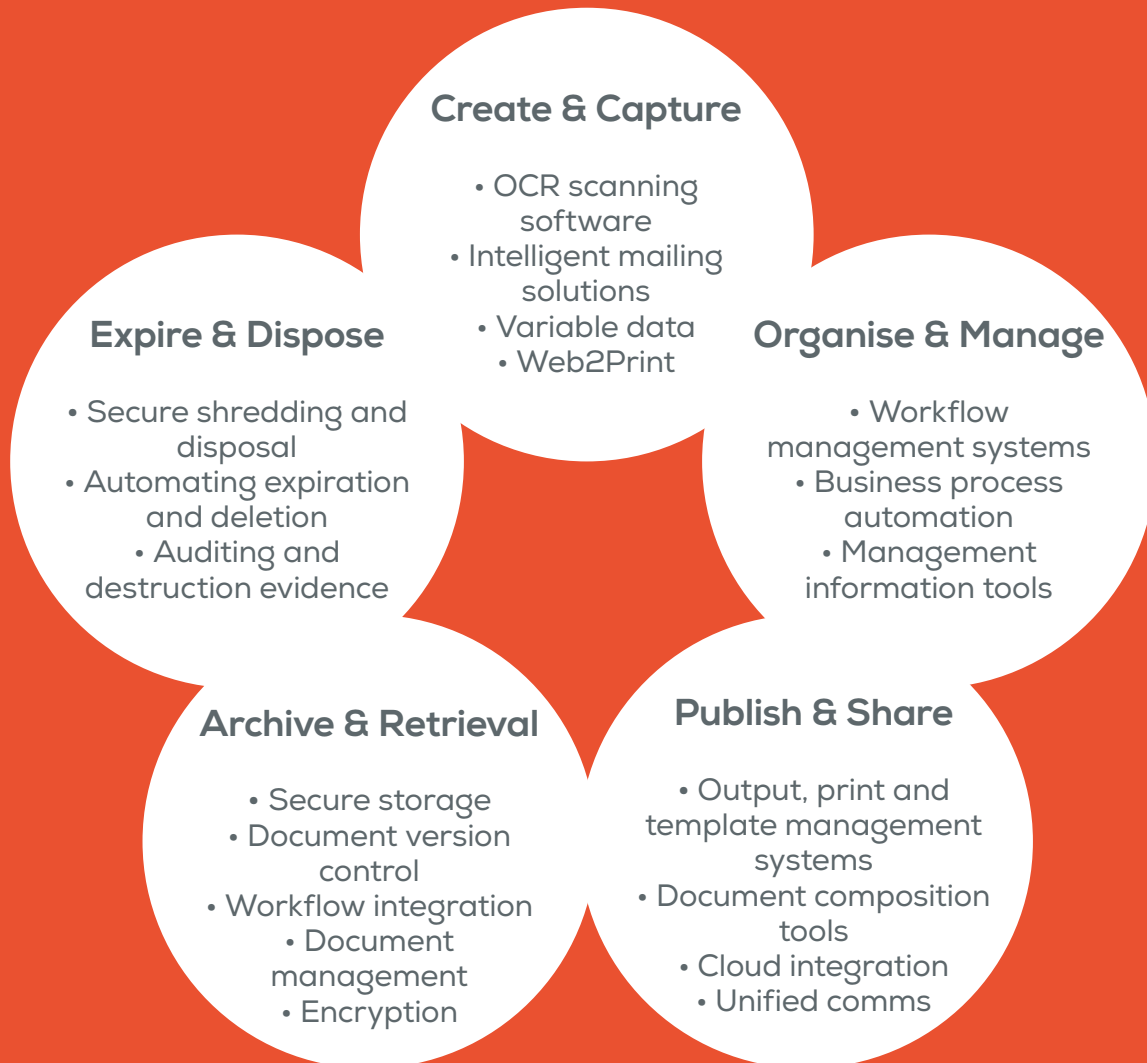 Create & Capture
• OCR scanning
software
• Intelligent mailing
solutions
• Variable data
• Web2Print
Expire & Dispose
• Secure shredding and
disposal
• Automating expiration
and deletion
• Auditing and
destruction evidence
Organise & Manage
• Workflow
management systems
• Business process
automation
• Management
information tools
Archive & Retrieval
• Secure storage
• Document version
control
• Workflow integration
• Document
management
• Encryption
Publish & Share
• Output, print and
template management
systems
• Document composition
tools
• Cloud integration
• Unified comms